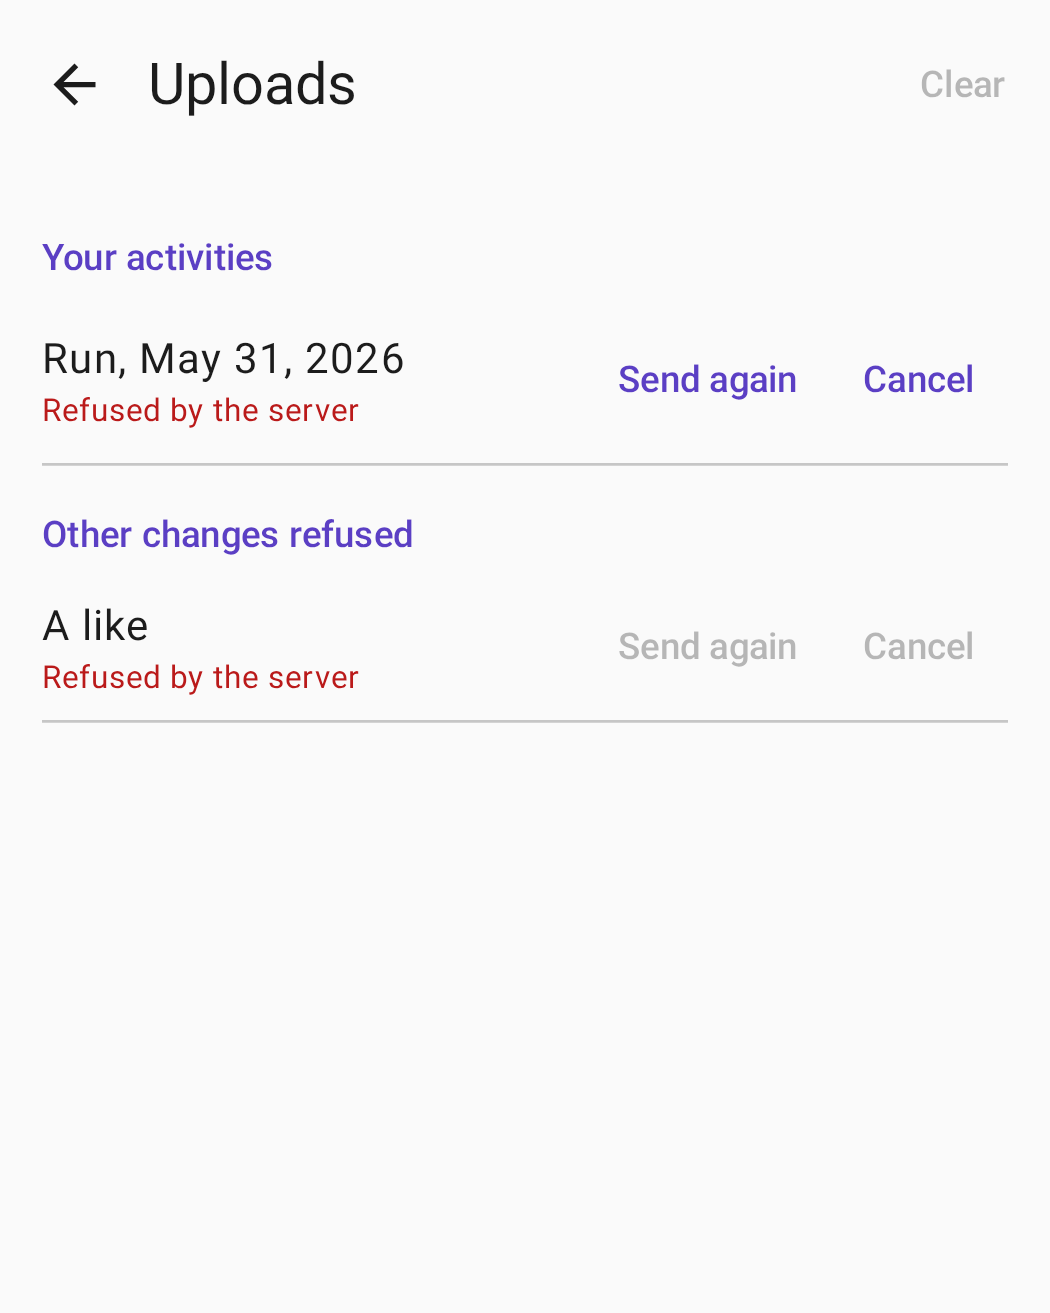 Uploads
Clear
Your activities
Run, May 31, 2026
Refused by the server
Send again
Cancel
Other changes refused
A like
Refused by the server
Send again
Cancel